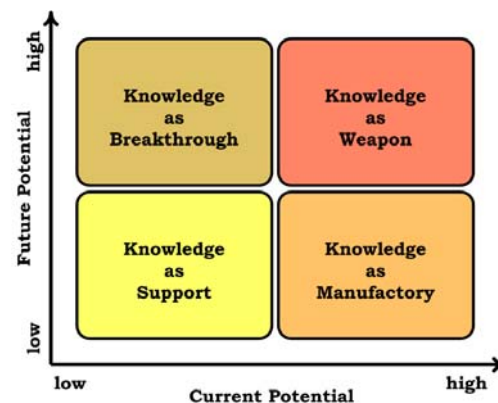 high
Future Potential
low
Knowledge
as
Breakthrough
Knowledge
as
Weapon
Knowledge
as
Support
Knowledge
as
Manufactory
low
Current Potential
high